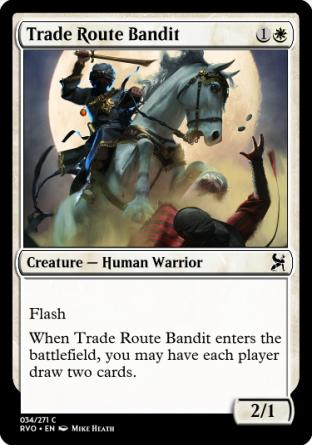 Trade Route Bandit 1
Creature — Human Warrior
Flash
When Trade Route Bandit enters the
battlefield, you may have each player
draw two cards.
2/1
034/271 C
RVO • EN Mike Heath